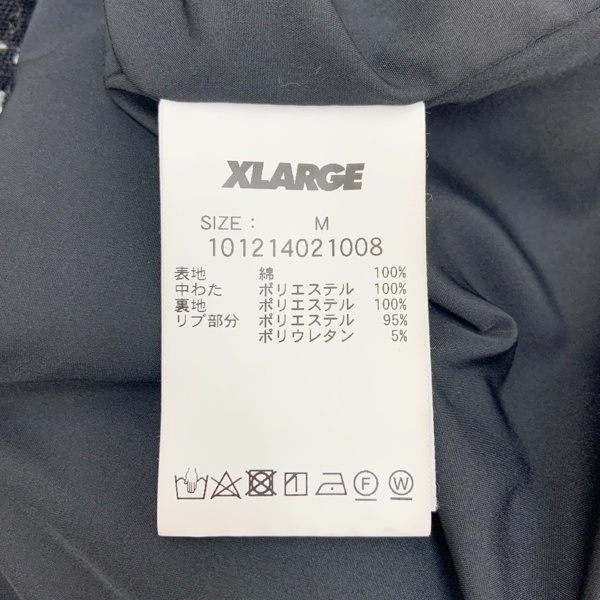 XLARGE
SIZE : M
101214021008
表地 綿 100%
中わた ポリエステル 100%
裏地 ポリエステル 100%
リブ部分 ポリエステル 95%
ポリウレタン 5%
F W